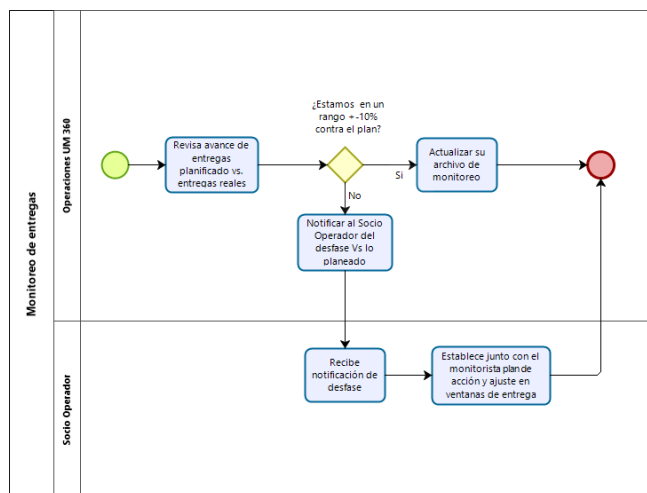 Monitoreo de entregas
Operaciones UM 360
¿Estamos en un
rango +-10%
contra el plan?
Revisa avance de
entregas
planificado vs.
entregas reales
Si
Actualizar su
archivo de
monitoreo
No
Notificar al Socio
Operador del
desfase Vs lo
planeado
Socio Operador
Recibe
notificación de
desfase
Establece junto con el
monitorista plan de
acción y ajuste en
ventanas de entrega